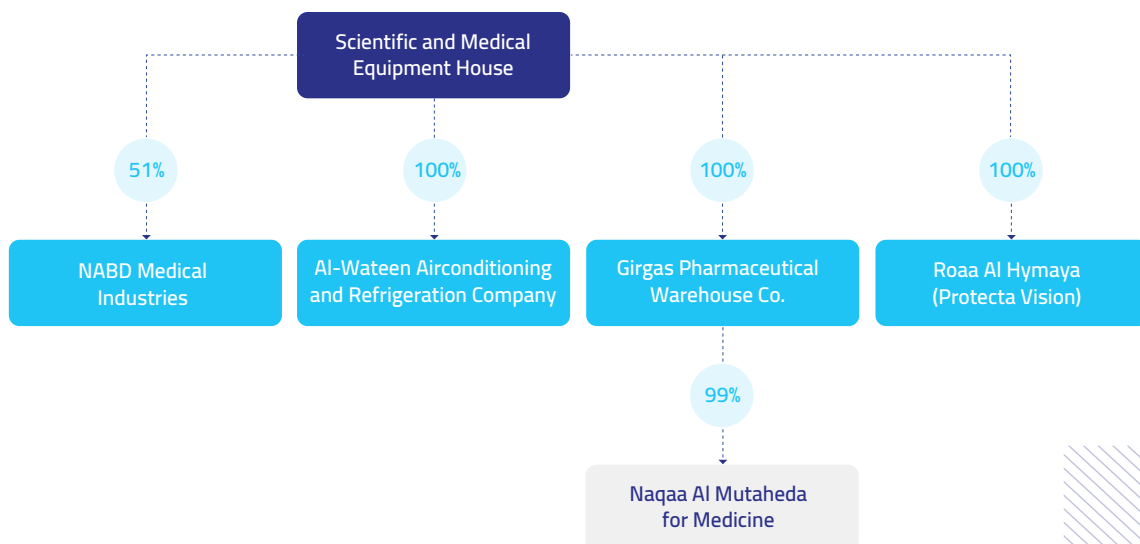 Scientific and Medical
Equipment House
51%
100%
100%
100%
NABD Medical
Industries
Al-Wateen Airconditioning
and Refrigeration Company
Girgas Pharmaceutical
Warehouse Co.
Roaa Al Hymaya
(Protecta Vision)
99%
Naqaa Al Mutaheda
for Medicine